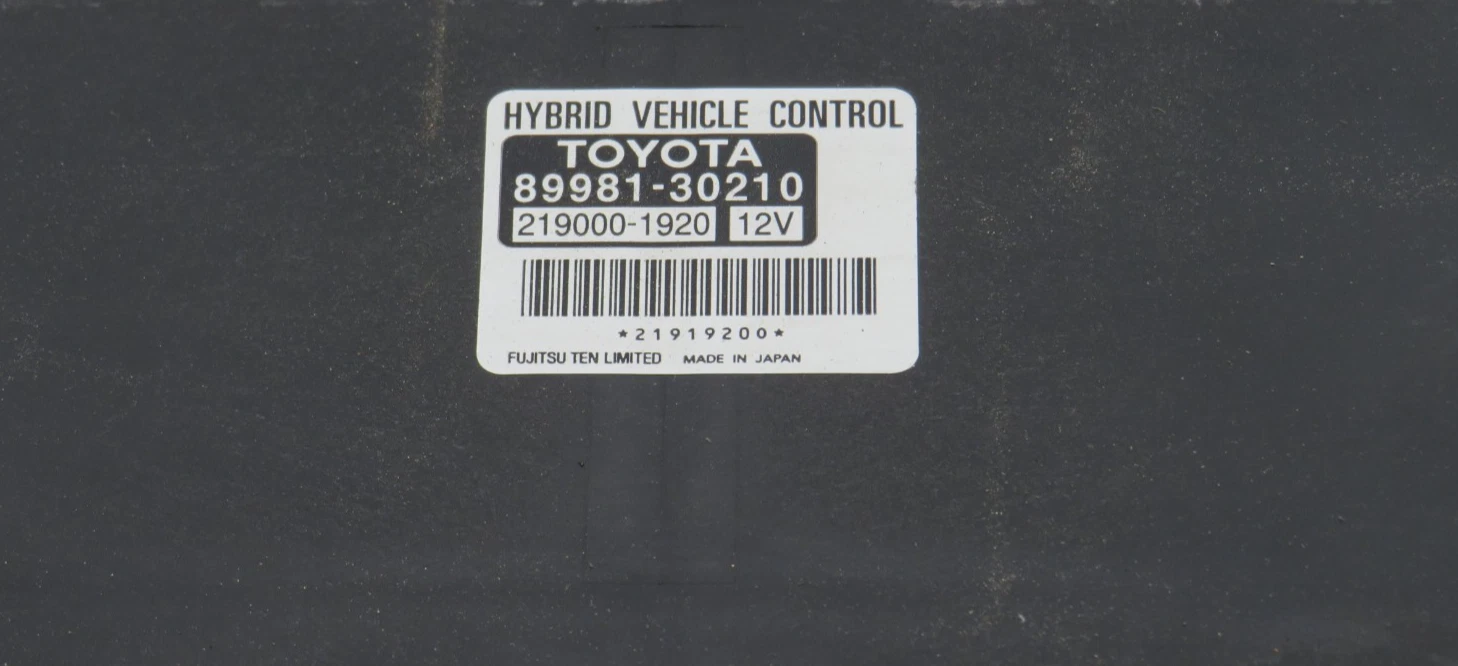 HYBRID VEHICLE CONTROL
TOYOTA
89981-30210
219000-1920 12V
*21919200*
FUJITSU TEN LIMITED MADE IN JAPAN